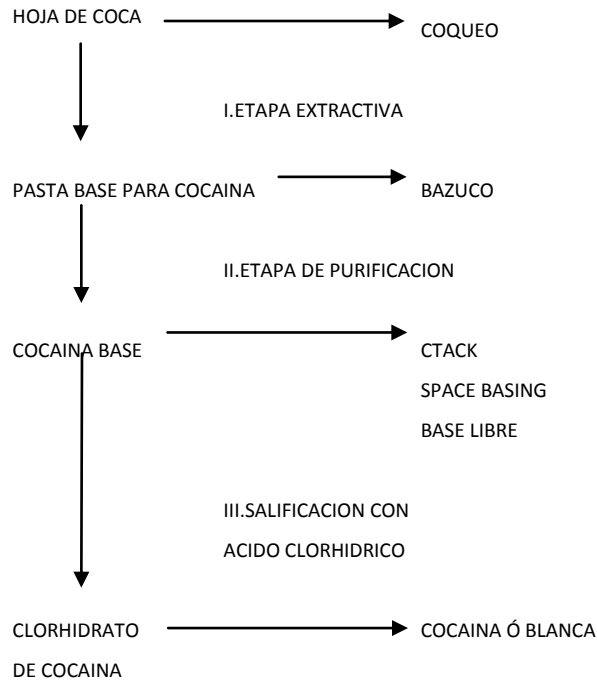 HOJA DE COCA
COQUEO
I.ETAPA EXTRACTIVA
PASTA BASE PARA COCAINA
BAZUCO
II.ETAPA DE PURIFICACION
COCAINA BASE
CTACK
SPACE BASING
BASE LIBRE
III.SALIFICACION CON
ACIDO CLORHIDRICO
CLORHIDRATO
DE COCAINA
COCAINA Ó BLANCA